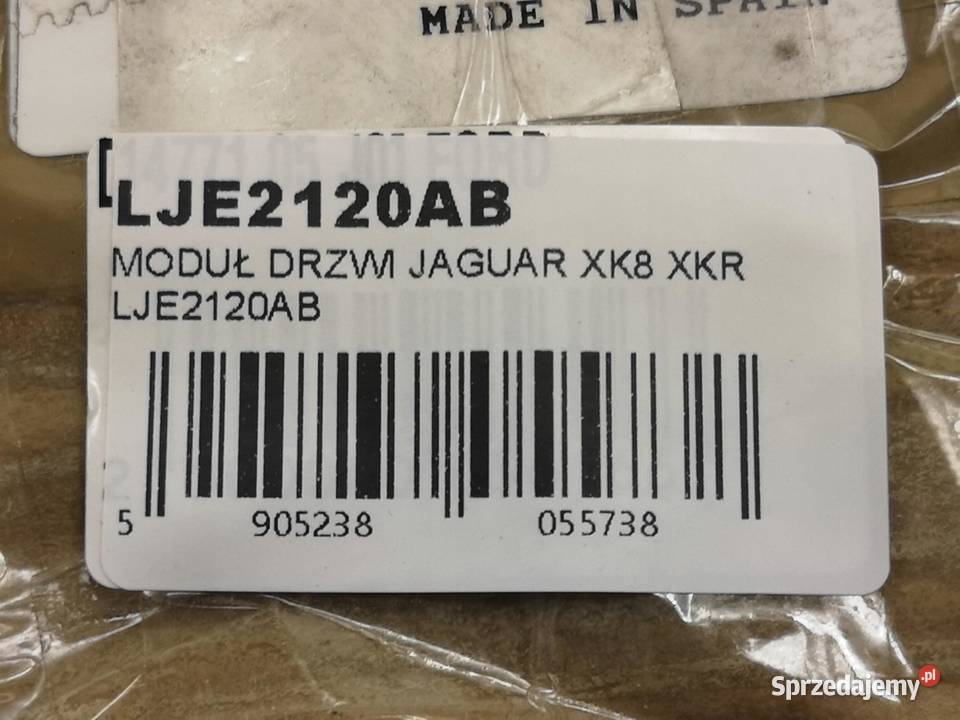 MADE IN SPAIN
LJE2120AB
MODUŁ DRZWI JAGUAR XK8 XKR
LJE2120AB
5 905238 055738
Sprzedajemy.pl